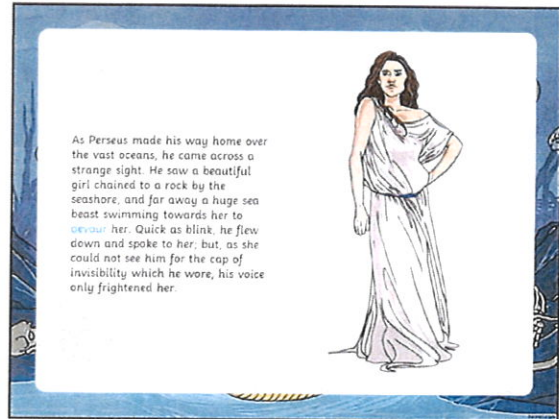 As Perseus made his way home over
the vast oceans, he came across a
strange sight. He saw a beautiful
girl chained to a rock by the
seashore, and far away a huge sea
beast swimming towards her to
devour her. Quick as blink, he flew
down and spoke to her; but, as she
could not see him for the cap of
invisibility which he wore, his voice
only frightened her.